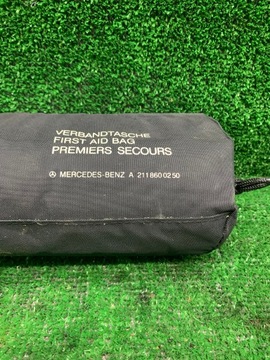 VERBANDTASCHE
FIRST AID BAG
PREMIERS SECOURS
MERCEDES-BENZ A 2118600250